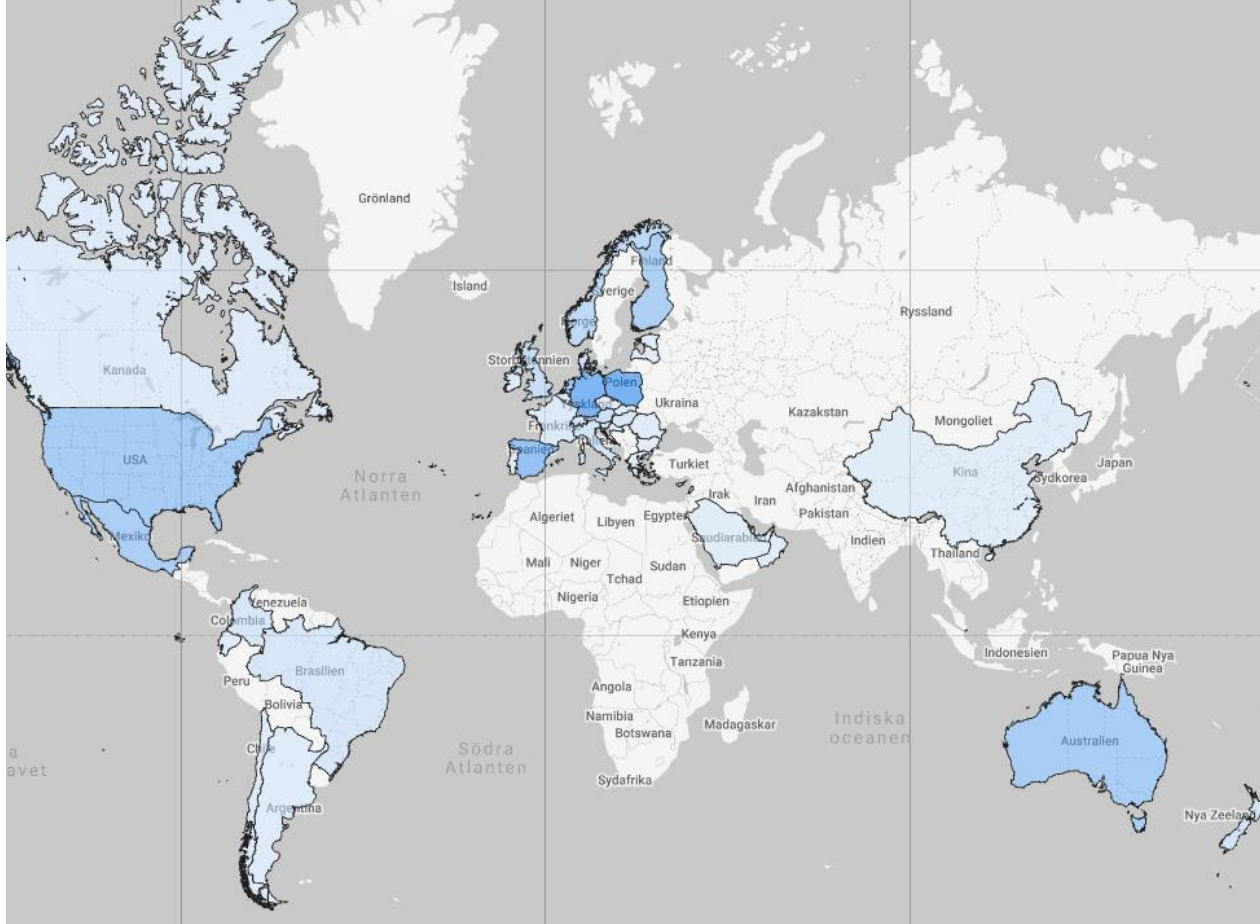 Grönland
Island
Finland
Sverige
Norge
Ryssland
Storbritannien
Kanada
Polen
Tyskland
Ukraina
Frankrike
Kazakstan
Mongoliet
Italien
Spanien
USA
Turkiet
Kina
Japan
Sydkorea
Norra
Atlanten
Irak
Iran
Afghanistan
Pakistan
Algeriet
Libyen
Egypten
Saudiarabien
Mexiko
Indien
Thailand
Mali
Niger
Sudan
Tchad
Nigeria
Etiopien
Venezuela
Colombia
Kenya
Indonesien
Papua Nya
Guinea
Brasilien
Peru
Tanzania
Angola
Bolivia
Namibia
Botswana
Madagaskar
Indiska
oceanen
Australien
Chile
Södra
Atlanten
a
avet
Sydafrika
Argentina
Nya Zeeland